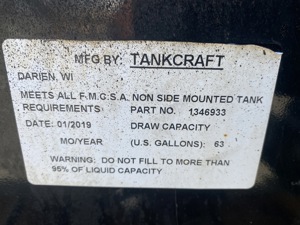 MFG BY: TANKCRAFT
DARIEN, WI
MEETS ALL F.M.C.S.A. NON SIDE MOUNTED TANK
REQUIREMENTS PART NO. 1346933
DATE: 01/2019 DRAW CAPACITY
MO/YEAR (U.S. GALLONS): 63
WARNING: DO NOT FILL TO MORE THAN
95% OF LIQUID CAPACITY